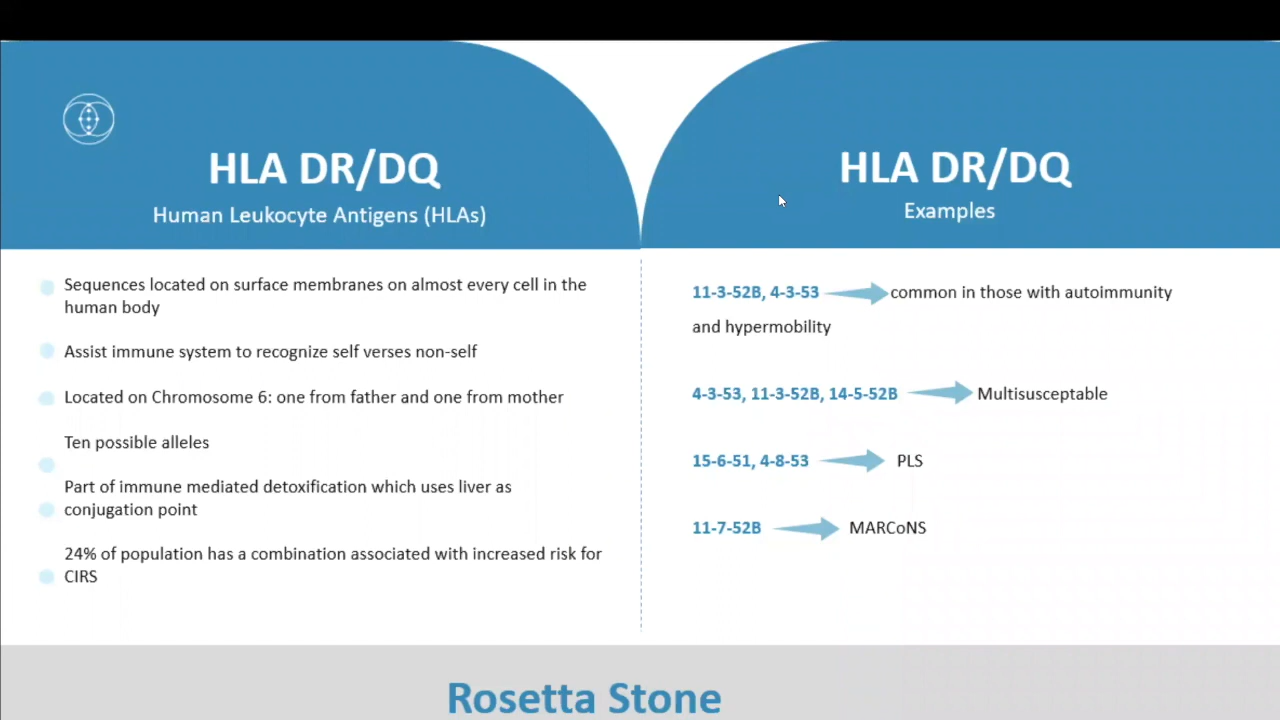 HLA DR/DQ
Human Leukocyte Antigens (HLAs)
Sequences located on surface membranes on almost every cell in the
human body
Assist immune system to recognize self verses non-self
Located on Chromosome 6: one from father and one from mother
Ten possible alleles
Part of immune mediated detoxification which uses liver as
conjugation point
24% of population has a combination associated with increased risk for
CIRS
HLA DR/DQ
Examples
11-3-52B, 4-3-53 common in those with autoimmunity
and hypermobility
4-3-53, 11-3-52B, 14-5-52B Multisusceptable
15-6-51, 4-8-53 PLS
11-7-52B MARCoNS
Rosetta Stone